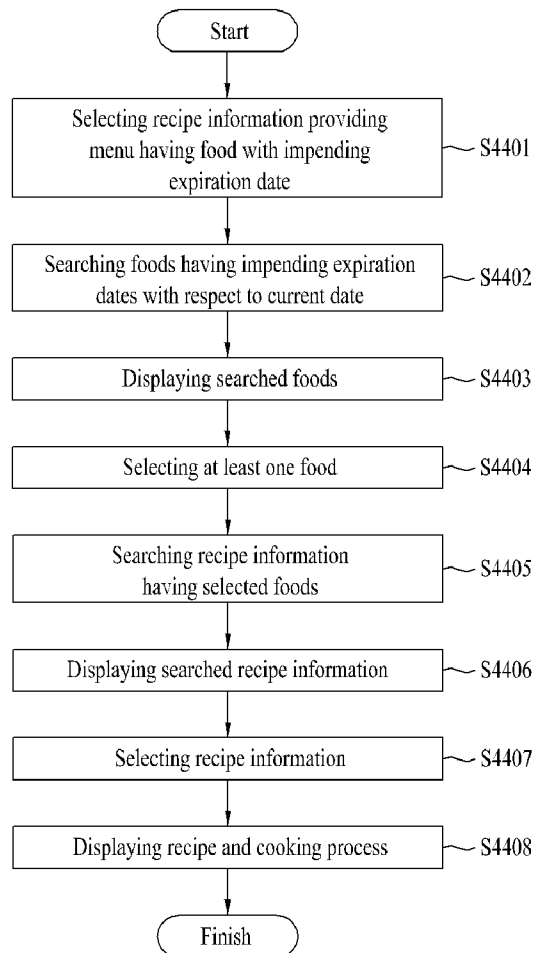 Start
Selecting recipe information providing
menu having food with impending
expiration date
S4401
Searching foods having impending expiration
dates with respect to current date
S4402
Displaying searched foods
S4403
Selecting at least one food
S4404
Searching recipe information
having selected foods
S4405
Displaying searched recipe information
S4406
Selecting recipe information
S4407
Displaying recipe and cooking process
S4408
Finish